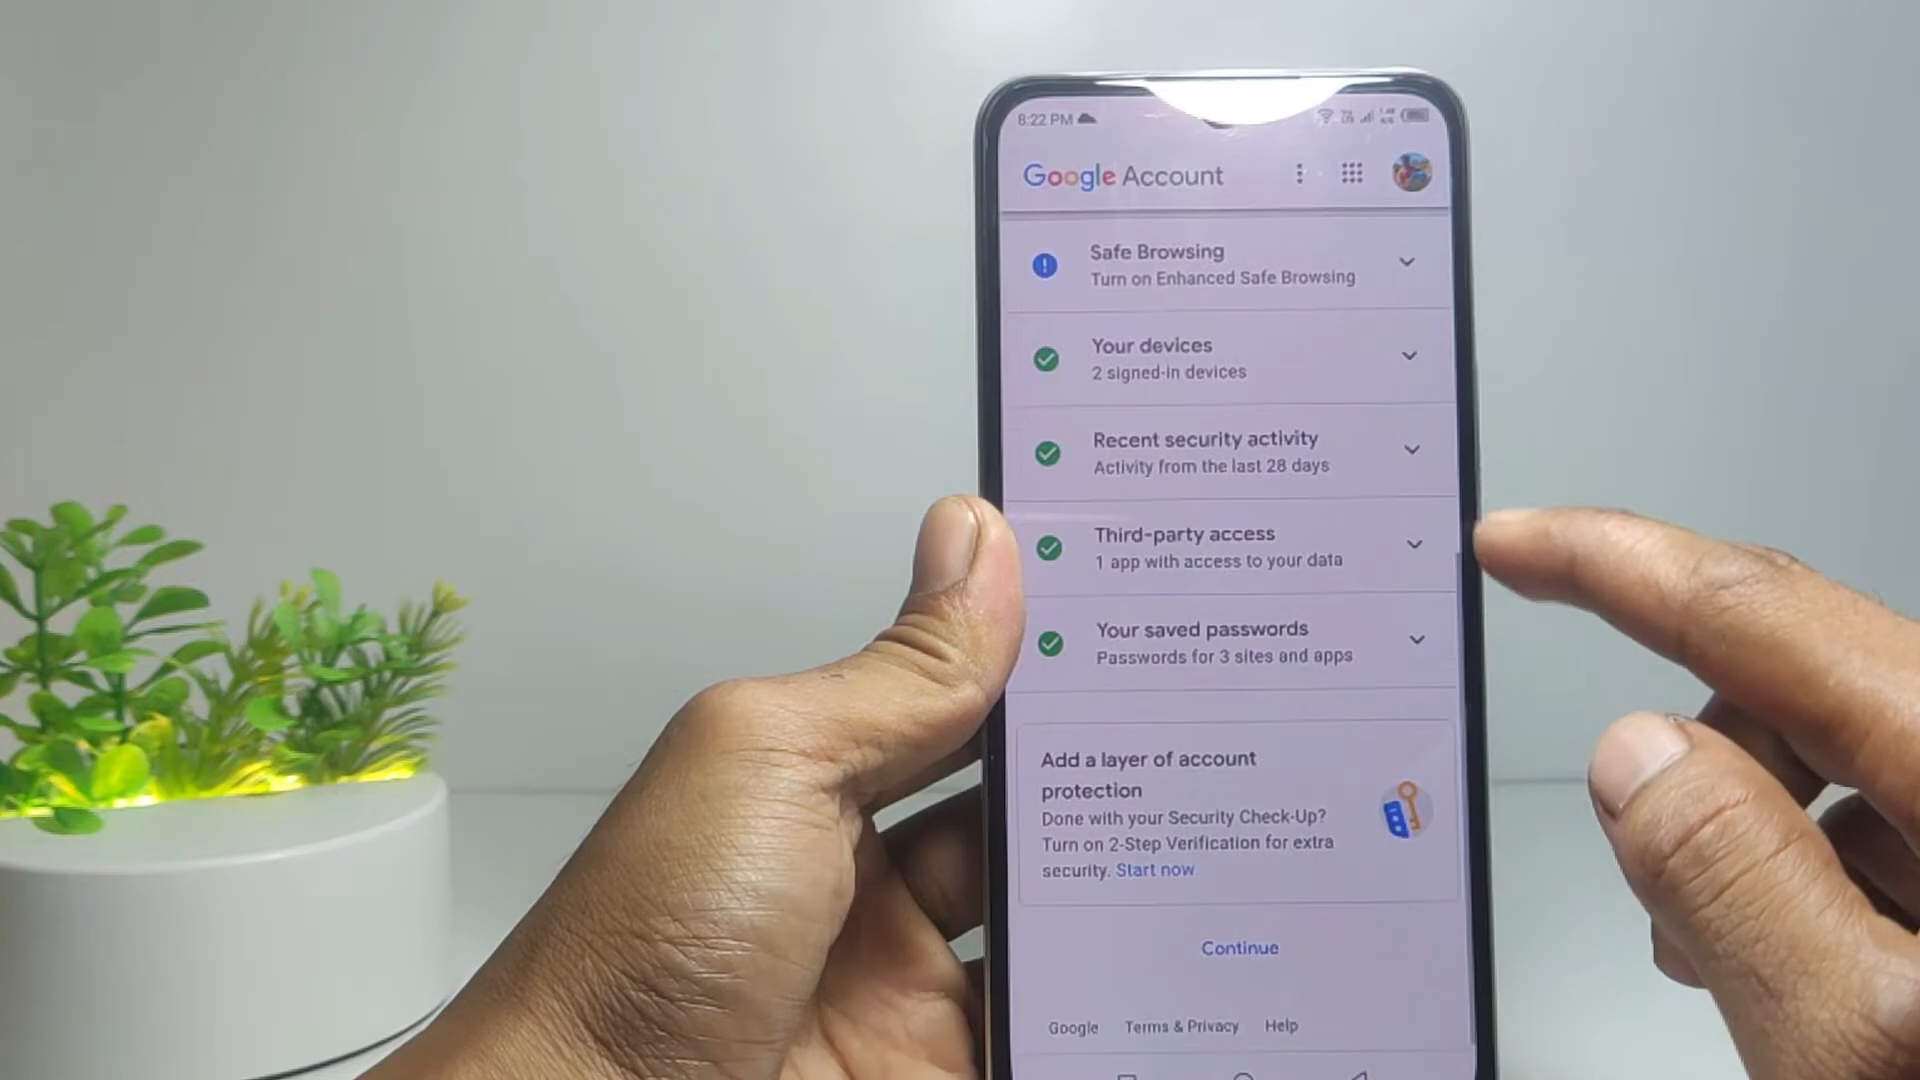 8:22 PM
Google Account
Safe Browsing
Turn on Enhanced Safe Browsing
Your devices
2 signed-in devices
Recent security activity
Activity from the last 28 days
Third-party access
1 app with access to your data
Your saved passwords
Passwords for 3 sites and apps
Add a layer of account
protection
Done with your Security Check-Up?
Turn on 2-Step Verification for extra
security. Start now
Continue
Google Terms & Privacy Help